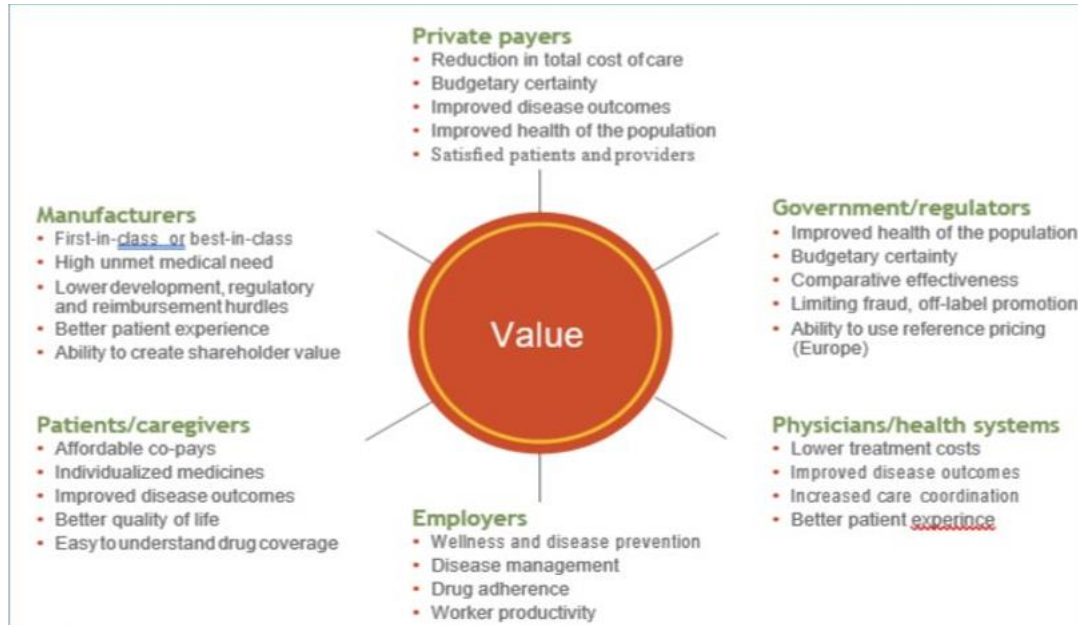 Private payers
• Reduction in total cost of care
• Budgetary certainty
• Improved disease outcomes
• Improved health of the population
• Satisfied patients and providers
Manufacturers
• First-in-class or best-in-class
• High unmet medical need
• Lower development, regulatory
and reimbursement hurdles
• Better patient experience
• Ability to create shareholder value
Government/regulators
• Improved health of the population
• Budgetary certainty
• Comparative effectiveness
• Limiting fraud, off-label promotion
• Ability to use reference pricing
(Europe)
Value
Patients/caregivers
• Affordable co-pays
• Individualized medicines
• Improved disease outcomes
• Better quality of life
• Easy to understand drug coverage
Physicians/health systems
• Lower treatment costs
• Improved disease outcomes
• Increased care coordination
• Better patient experince
Employers
• Wellness and disease prevention
• Disease management
• Drug adherence
• Worker productivity